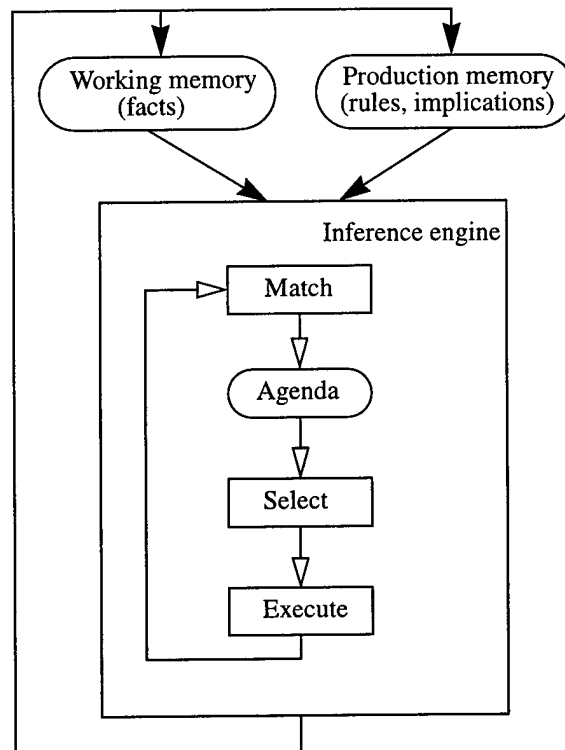 Working memory
(facts)
Production memory
(rules, implications)
Inference engine
Match
Agenda
Select
Execute